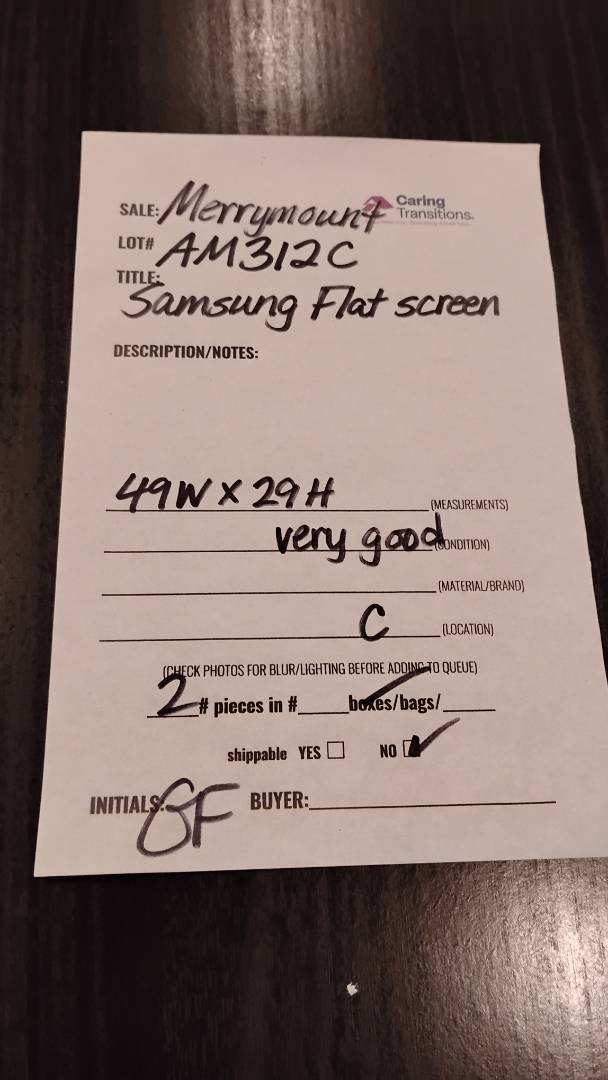 SALE: Merrymount
Caring
Transitions.
LOT# AM312C
TITLE:
Samsung Flat screen
DESCRIPTION/NOTES:
49W X 29H (MEASUREMENTS)
very good (CONDITION)
(MATERIAL/BRAND)
C (LOCATION)
(CHECK PHOTOS FOR BLUR/LIGHTING BEFORE ADDING TO QUEUE)
2 # pieces in #______boxes/bags/______
shippable YES ☐ NO ☑
INITIALS: GF BUYER: